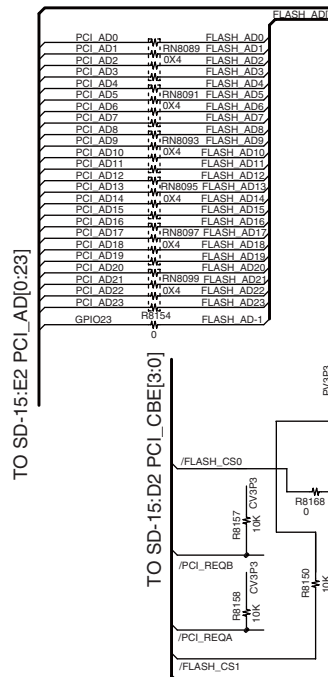 FLASH_AD[
PCI_AD0 FLASH_AD0
PCI_AD1 RN8089 FLASH_AD1
PCI_AD2 0X4 FLASH_AD2
PCI_AD3 FLASH_AD3
PCI_AD4 FLASH_AD4
PCI_AD5 RN8091 FLASH_AD5
PCI_AD6 0X4 FLASH_AD6
PCI_AD7 FLASH_AD7
PCI_AD8 FLASH_AD8
PCI_AD9 RN8093 FLASH_AD9
PCI_AD10 0X4 FLASH_AD10
PCI_AD11 FLASH_AD11
PCI_AD12 FLASH_AD12
PCI_AD13 RN8095 FLASH_AD13
PCI_AD14 0X4 FLASH_AD14
PCI_AD15 FLASH_AD15
PCI_AD16 FLASH_AD16
PCI_AD17 RN8097 FLASH_AD17
PCI_AD18 0X4 FLASH_AD18
PCI_AD19 FLASH_AD19
PCI_AD20 FLASH_AD20
PCI_AD21 RN8099 FLASH_AD21
PCI_AD22 0X4 FLASH_AD22
PCI_AD23 FLASH_AD23
R8154
GPIO23 FLASH_AD-1
0
TO SD-15:E2 PCI_AD[0:23]
TO SD-15:D2 PCI_CBE[3:0]
/FLASH_CS0
R8157
10K
CV3P3
/PCI_REQB
R8158
10K
CV3P3
/PCI_REQA
/FLASH_CS1
R8168
0
R8150
10K